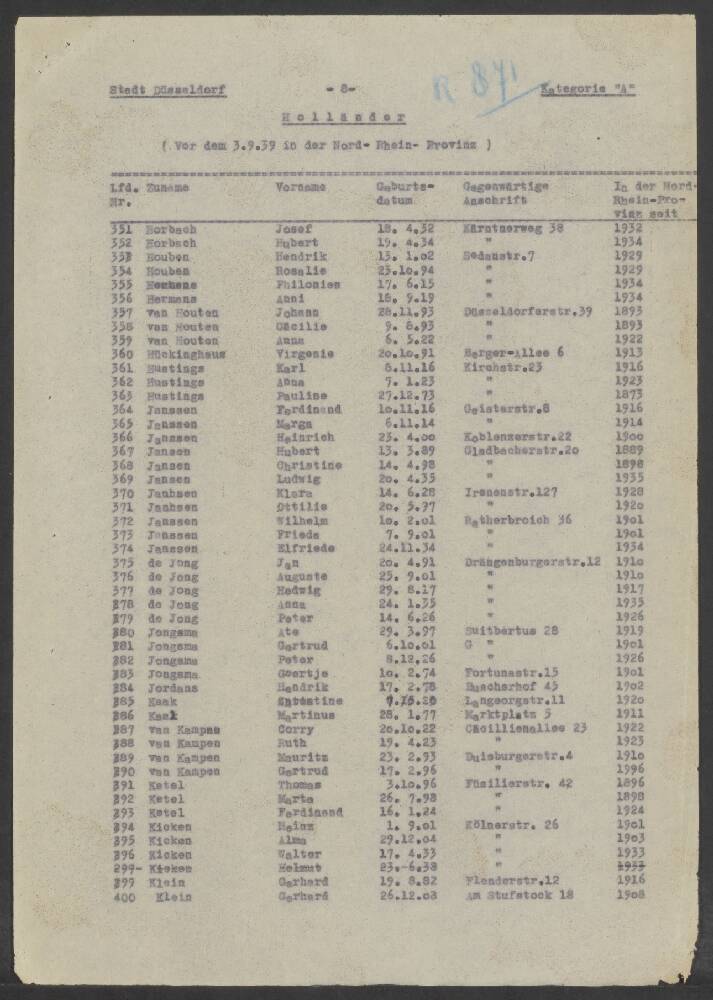 Stadt Düsseldorf - 8- R 871 Kategorie "A"
Holländer
( Vor dem 3.9.39 in der Nord- Rhein- Provinz )
Lfd. Zuname Vorname Geburts- Gegenwärtige In der Nord-
Nr. datum Anschrift Rhein-Pro-
vinz seit
351 Horbach Josef 18. 4.32 Kärntnerweg 38 1932
352 Horbach Hubert 19. 4.34 " 1934
353 Houben Hendrik 13. 1.02 Sedanstr.7 1929
354 Houben Rosalie 23.10.94 " 1929
355 Hermans Philonies 17. 6.15 " 1934
356 Hermans Anni 18. 9.19 " 1934
357 van Houten Johann 28.11.93 Düsseldorferstr.39 1893
358 van Houten Cäcilie 9. 8.93 " 1893
359 van Houten Anna 6. 5.22 " 1922
360 Hückinghaus Virgenie 20.10.91 Berger-Allee 6 1913
361 Hustings Karl 8.11.16 Kirchstr.23 1916
362 Hustings Anna 7. 1.23 " 1923
363 Hustings Pauline 27.12.73 " 1873
364 Janssen Ferdinand 10.11.16 Geisterstr.8 1916
365 Janssen Marga 6.11.14 " 1914
366 Janssen Heinrich 23. 4.00 Koblenzerstr.22 1900
367 Jansen Hubert 13. 3.89 Gladbacherstr.20 1889
368 Jansen Christine 14. 4.98 " 1898
369 Jansen Ludwig 20. 4.35 " 1935
370 Janhsen Klara 14. 6.28 Irenenstr.127 1928
371 Janhsen Ottilie 20. 5.97 " 1920
372 Janssen Wilhelm 10. 2.01 Ratherbroich 36 1901
373 Janssen Frieda 7. 9.01 " 1901
374 Janssen Elfriede 24.11.34 " 1934
375 de Jong Jan 20. 4.91 Drängenburgerstr.12 1910
376 de Jong Auguste 25. 9.01 " 1910
377 de Jong Hedwig 29. 8.17 " 1917
378 de Jong Anna 24. 1.35 " 1935
379 de Jong Peter 14. 6.26 " 1926
380 Jongsma Ate 29. 3.97 Suitbertus 28 1919
381 Jongsma Gertrud 6.10.01 G " 1901
382 Jongsma Peter 8.12.26 " 1926
383 Jongsma Geertje 10. 2.74 Fortunastr.15 1901
384 Jordans Hendrik 17. 2.78 Buscherhof 45 1902
385 Kaak Langeorgstr.11 1920
386 Kaak Martinus 28. 1.77 Marktplatz 5 1911
387 van Kampen Corry 20.10.22 Cäcillienallee 23 1922
388 van Kampen Ruth 19. 4.23 " 1923
389 van Kampen Mauritz 23. 2.93 Duisburgerstr.4 1910
390 van Kampen Gertrud 17. 2.96 " 1996
391 Ketel Thomas 3.10.96 Füsilierstr. 42 1896
392 Ketel Marta 26. 7.98 " 1898
393 Ketel Ferdinand 16. 1.24 " 1924
394 Kicken Heinz 1. 9.01 Kölnerstr. 26 1901
395 Kicken Alma 29.12.04 " 1903
396 Kicken Walter 17. 4.33 " 1933
299- Kicken Helmut 23. 6.38 " 1933
399 Klein Gerhard 19. 8.82 Flenderstr.12 1916
400 Klein Gerhard 26.12.08 Am Stufstock 18 1908